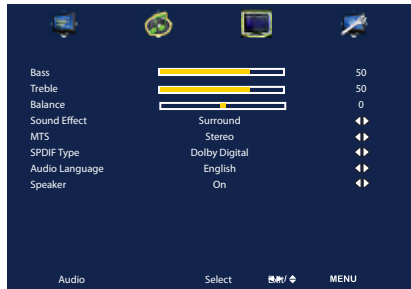 Bass 50
Treble 50
Balance 0
Sound Effect Surround
MTS Stereo
SPDIF Type Dolby Digital
Audio Language English
Speaker On
Audio Select MENU